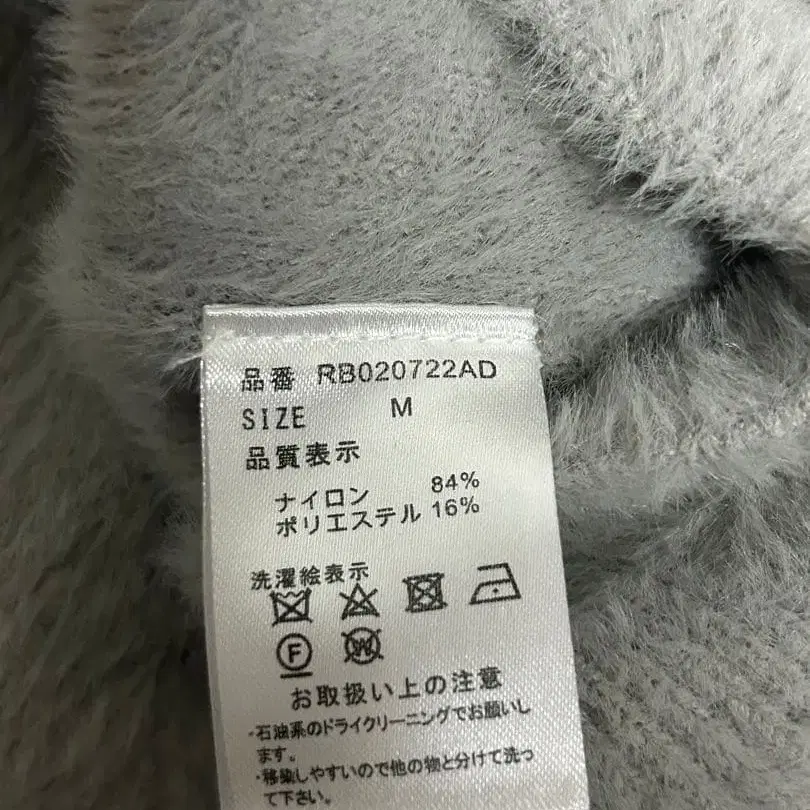 品番 RB020722AD
SIZE M
品質表示
ナイロン 84%
ポリエステル 16%
洗濯絵表示
F W
お取扱い上の注意
・石油系のドライクリーニングでお願いし
ます。
・移染しやすいので他の物と分けて洗っ
て下さい。